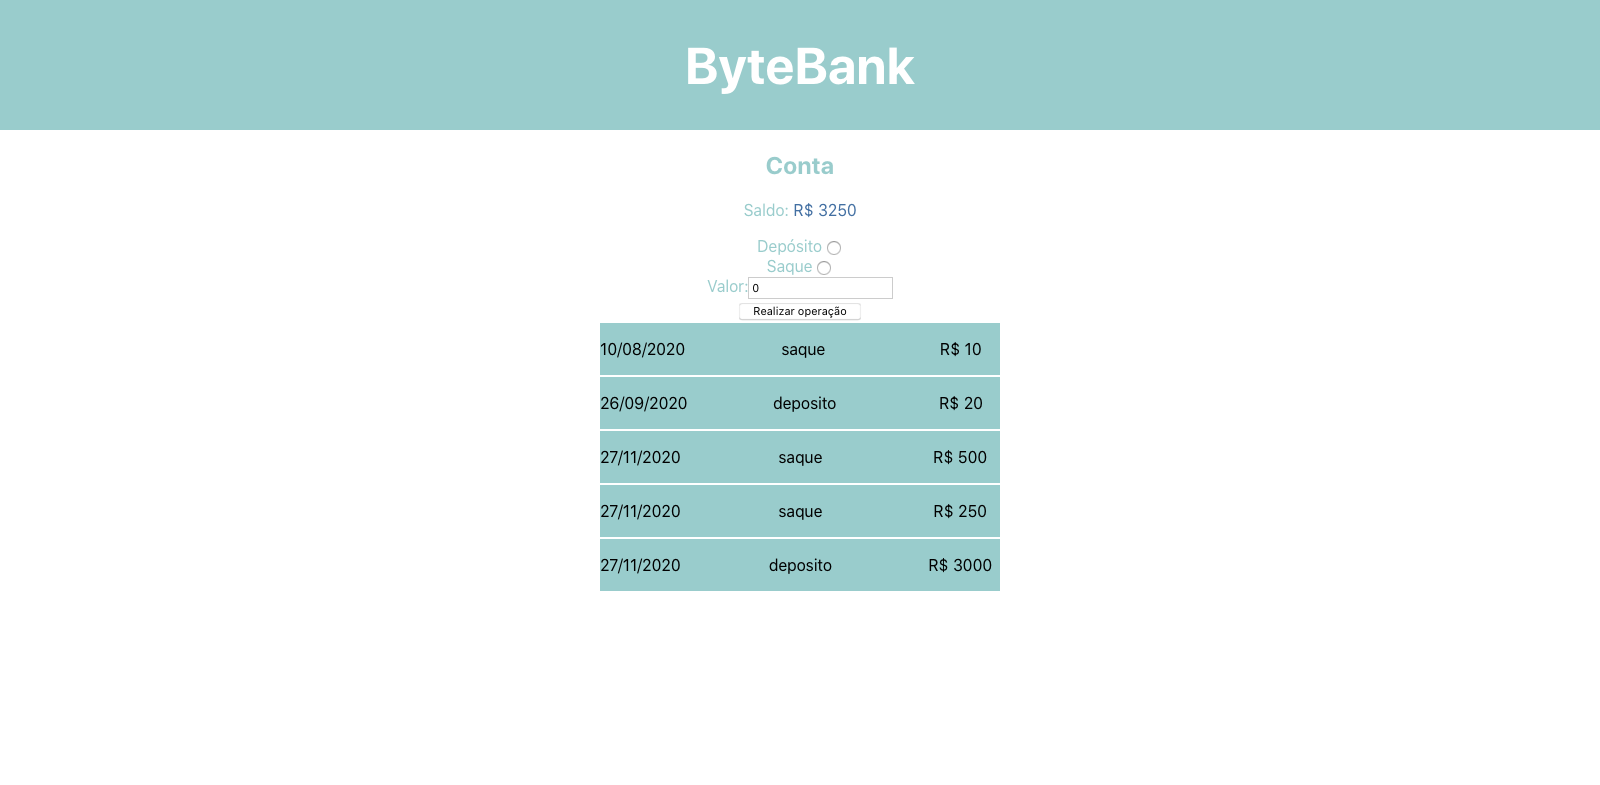 ByteBank
Conta
Saldo: R$ 3250
Depósito
Saque
Valor: 0
Realizar operação
10/08/2020 saque R$ 10
26/09/2020 deposito R$ 20
27/11/2020 saque R$ 500
27/11/2020 saque R$ 250
27/11/2020 deposito R$ 3000